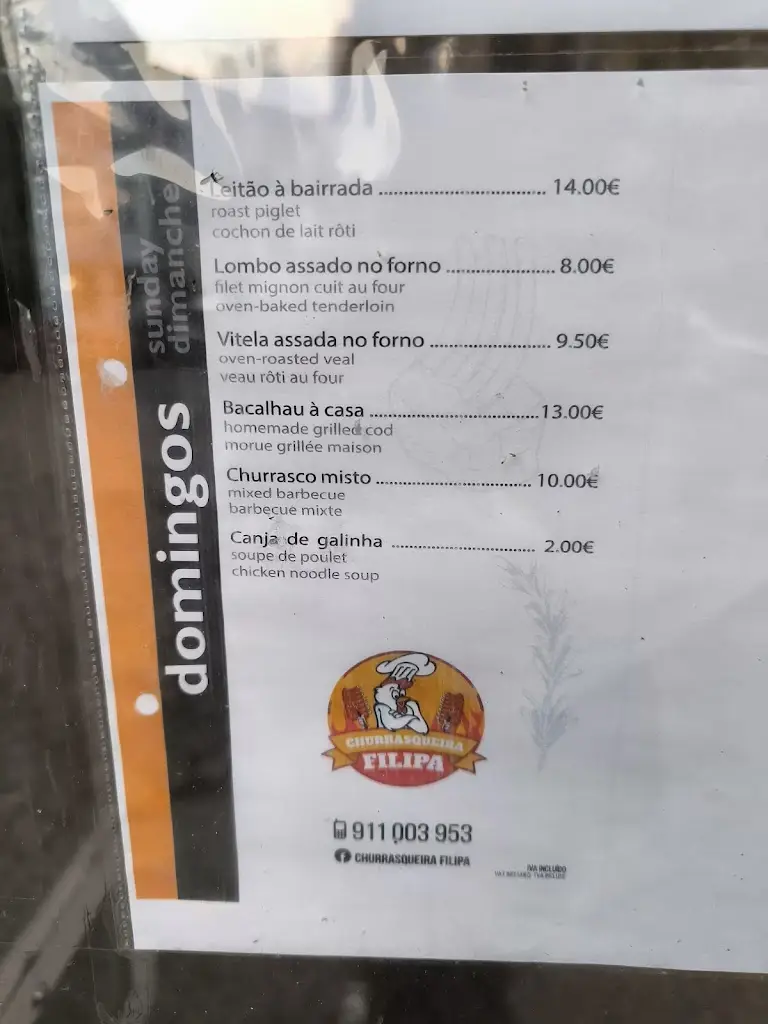 domingos
sunday
dimanche
Leitão à bairrada ........................................ 14.00€
roast piglet
cochon de lait rôti
Lombo assado no forno .......................... 8.00€
filet mignon cuit au four
oven-baked tenderloin
Vitela assada no forno ............................. 9.50€
oven-roasted veal
veau rôti au four
Bacalhau à casa ........................................ 13.00€
homemade grilled cod
morue grillée maison
Churrasco misto ..................................... 10.00€
mixed barbecue
barbecue mixte
Canja de galinha .................................. 2.00€
soupe de poulet
chicken noodle soup
CHURRASQUEIRA
FILIPA
911 003 953
CHURRASQUEIRA FILIPA
IVA INCLUÍDO